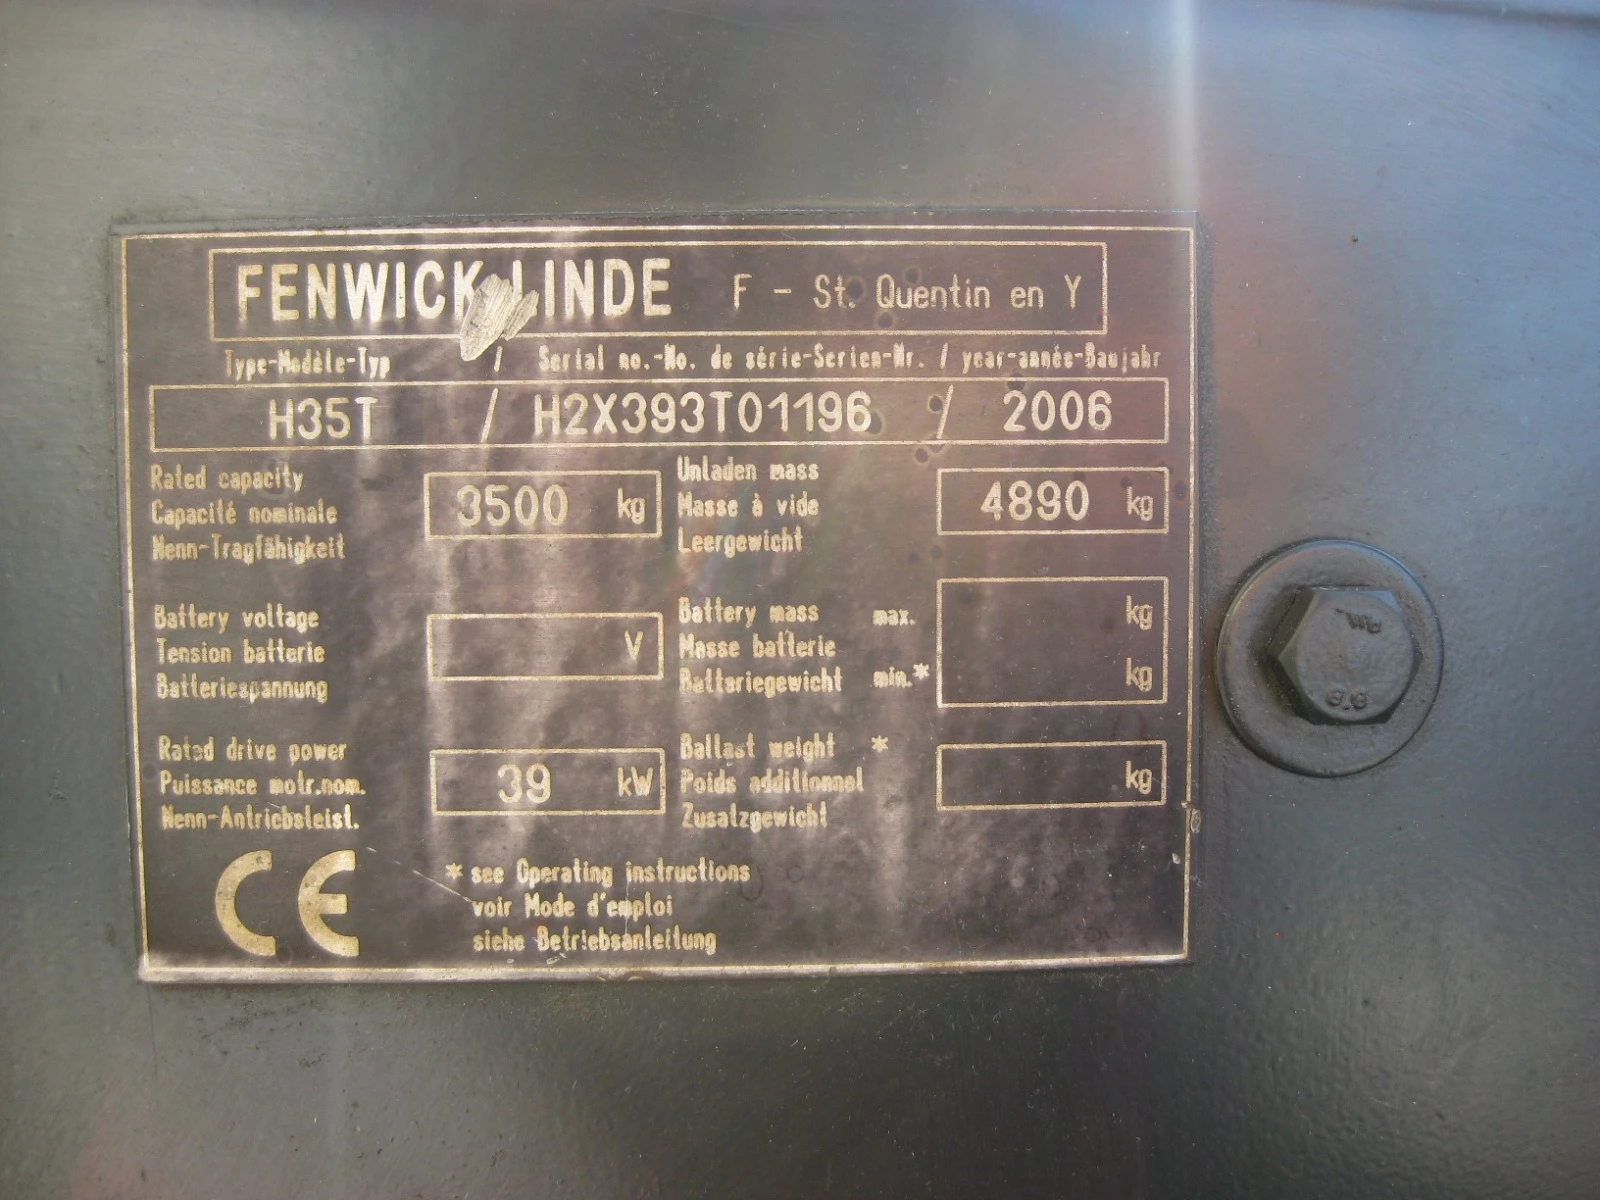 FENWICK-LINDE F - St. Quentin en Y
Type-Modèle-Typ / Serial no.-No. de série-Serien-Nr. / year-année-Baujahr
H35T / H2X393T01196 / 2006
Rated capacity
Capacité nominale
Nenn-Tragfähigkeit
3500 kg
Unladen mass
Masse à vide
Leergewicht
4890 kg
Battery voltage
Tension batterie
Batteriespannung
V
Battery mass max.
Masse batterie
Batteriegewicht min.*
kg
kg
Rated drive power
Puissance motr.nom.
Nenn-Antriebsleist.
39 kW
Ballast weight *
Poids additionnel
Zusatzgewicht
kg
CE
* see Operating instructions
voir Mode d'emploi
siehe Betriebsanleitung
8.8